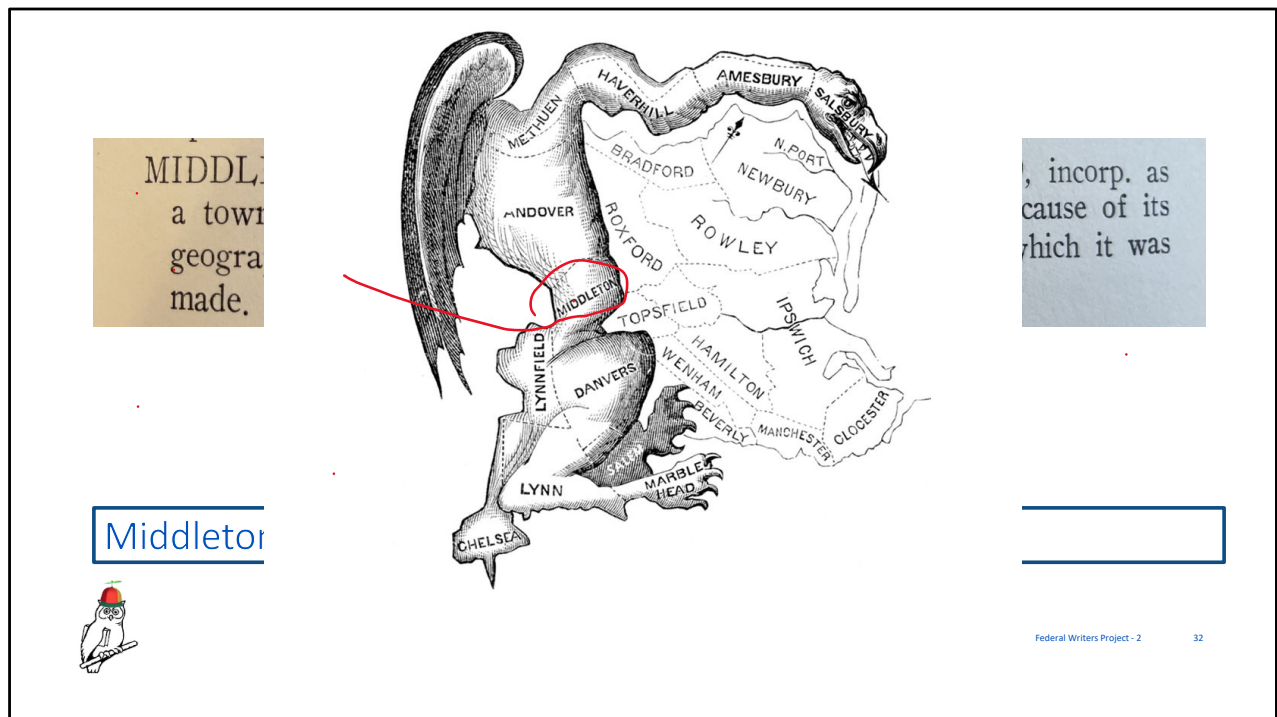 METHUEN
HAVERHILL
AMESBURY
SALSBURY
BRADFORD
N.PORT
NEWBURY
ANDOVER
ROXFORD
ROWLEY
MIDDLETON
TOPSFIELD
IPSWICH
LYNNFIELD
DANVERS
WENHAM
HAMILTON
BEVERLY
MANCHESTER
CLOCESTER
SALEM
LYNN
MARBLE
HEAD
CHELSEA
MIDDL
a town
geogra
made.
, incorp. as
cause of its
which it was
Middleton
Federal Writers Project - 2
32